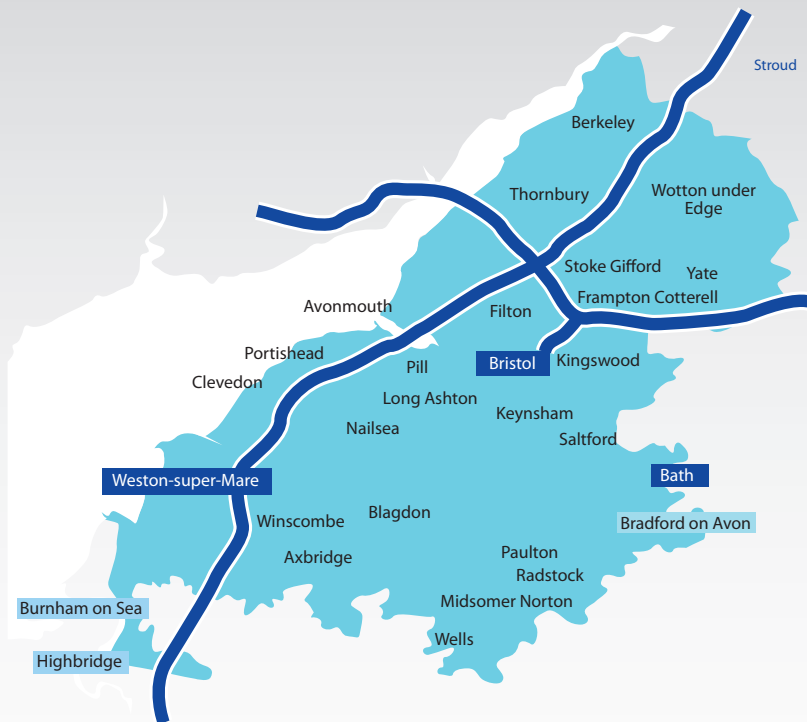 Stroud
Berkeley
Thornbury
Wotton under
Edge
Stoke Gifford
Yate
Frampton Cotterell
Avonmouth
Filton
Portishead
Bristol
Kingswood
Pill
Clevedon
Long Ashton
Keynsham
Nailsea
Saltford
Weston-super-Mare
Bath
Blagdon
Winscombe
Bradford on Avon
Axbridge
Paulton
Radstock
Midsomer Norton
Burnham on Sea
Wells
Highbridge